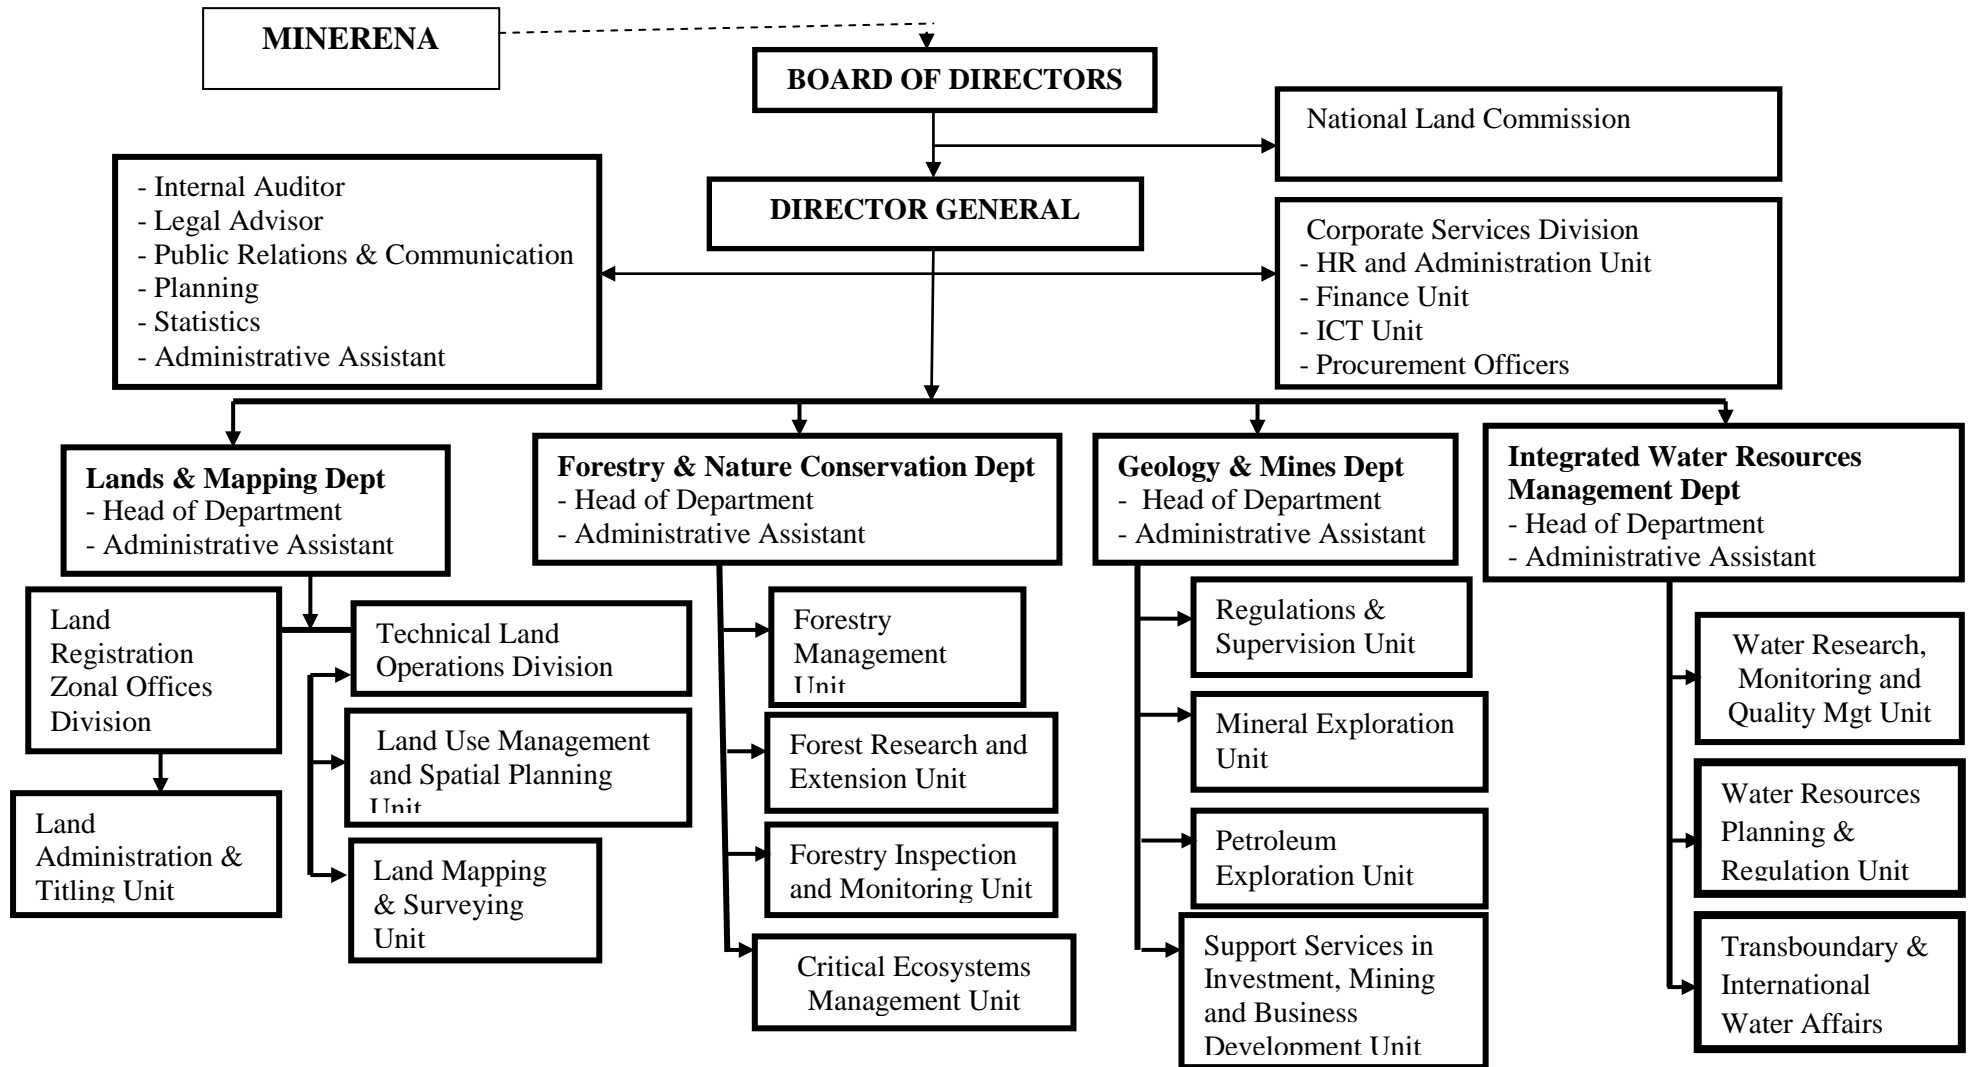 MINERENA
BOARD OF DIRECTORS
National Land Commission
- Internal Auditor
- Legal Advisor
- Public Relations & Communication
- Planning
- Statistics
- Administrative Assistant
DIRECTOR GENERAL
Corporate Services Division
- HR and Administration Unit
- Finance Unit
- ICT Unit
- Procurement Officers
Lands & Mapping Dept
- Head of Department
- Administrative Assistant
Forestry & Nature Conservation Dept
- Head of Department
- Administrative Assistant
Geology & Mines Dept
- Head of Department
- Administrative Assistant
Integrated Water Resources
Management Dept
- Head of Department
- Administrative Assistant
Land
Registration
Zonal Offices
Division
Land
Administration &
Titling Unit
Technical Land
Operations Division
Land Use Management
and Spatial Planning
Unit
Land Mapping
& Surveying
Unit
Forestry
Management
Unit
Forest Research and
Extension Unit
Forestry Inspection
and Monitoring Unit
Critical Ecosystems
Management Unit
Regulations &
Supervision Unit
Mineral Exploration
Unit
Petroleum
Exploration Unit
Support Services in
Investment, Mining
and Business
Development Unit
Water Research,
Monitoring and
Quality Mgt Unit
Water Resources
Planning &
Regulation Unit
Transboundary &
International
Water Affairs